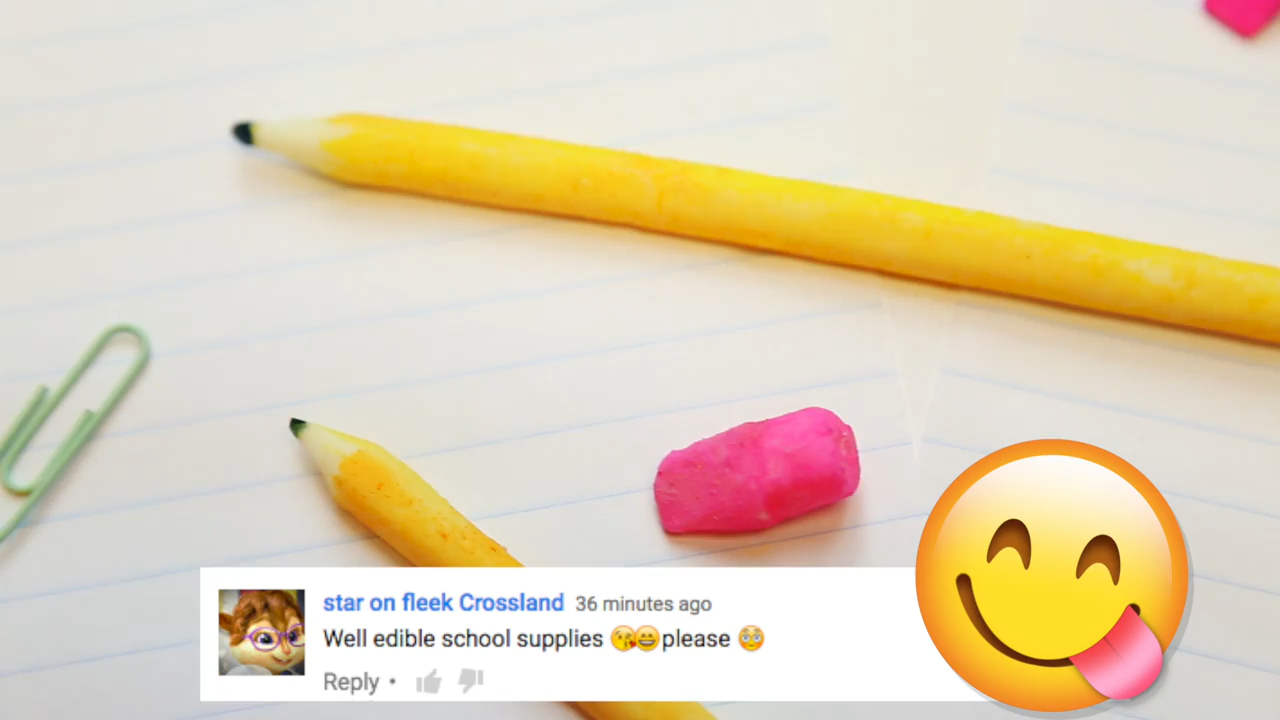 star on fleek Crossland 36 minutes ago
Well edible school supplies 😘😄please 😳
Reply •